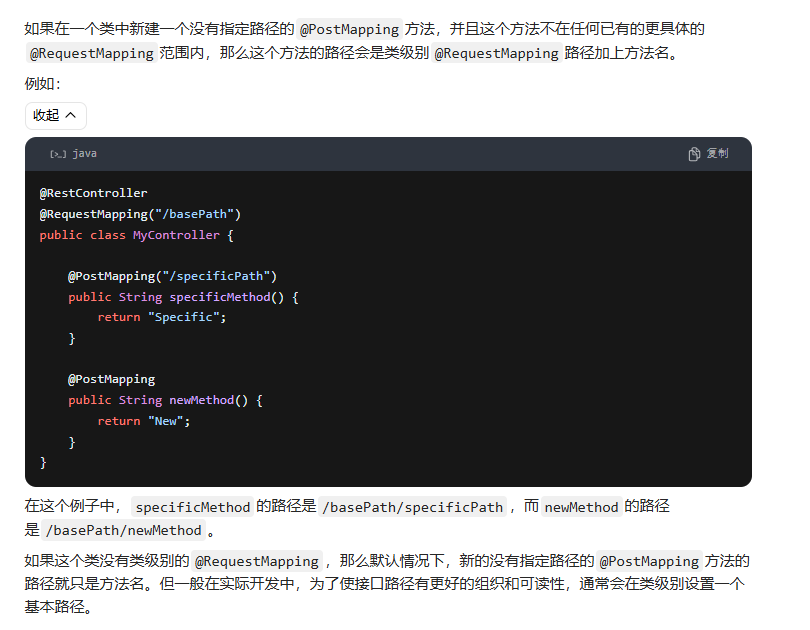 如果在一个类中新建一个没有指定路径的 @PostMapping 方法，并且这个方法不在任何已有的更具体的
@RequestMapping 范围内，那么这个方法的路径会是类级别 @RequestMapping 路径加上方法名。
例如：
收起
java
复制
@RestController
@RequestMapping("/basePath")
public class MyController {
@PostMapping("/specificPath")
public String specificMethod() {
return "Specific";
}
@PostMapping
public String newMethod() {
return "New";
}
}
在这个例子中， specificMethod 的路径是 /basePath/specificPath ，而 newMethod 的路径
是 /basePath/newMethod 。
如果这个类没有类级别的 @RequestMapping ，那么默认情况下，新的没有指定路径的 @PostMapping 方法的
路径就只是方法名。但一般在实际开发中，为了使接口路径有更好的组织和可读性，通常会在类级别设置一个
基本路径。